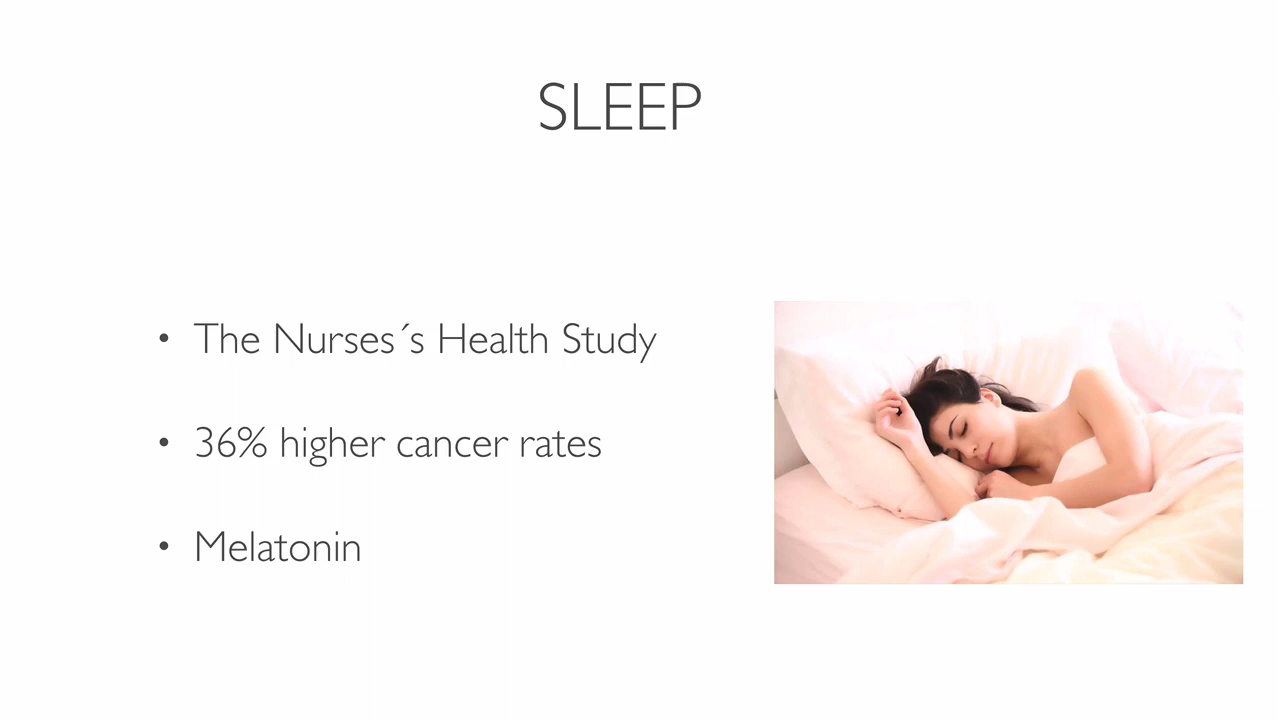 SLEEP
• The Nurses´s Health Study
• 36% higher cancer rates
• Melatonin